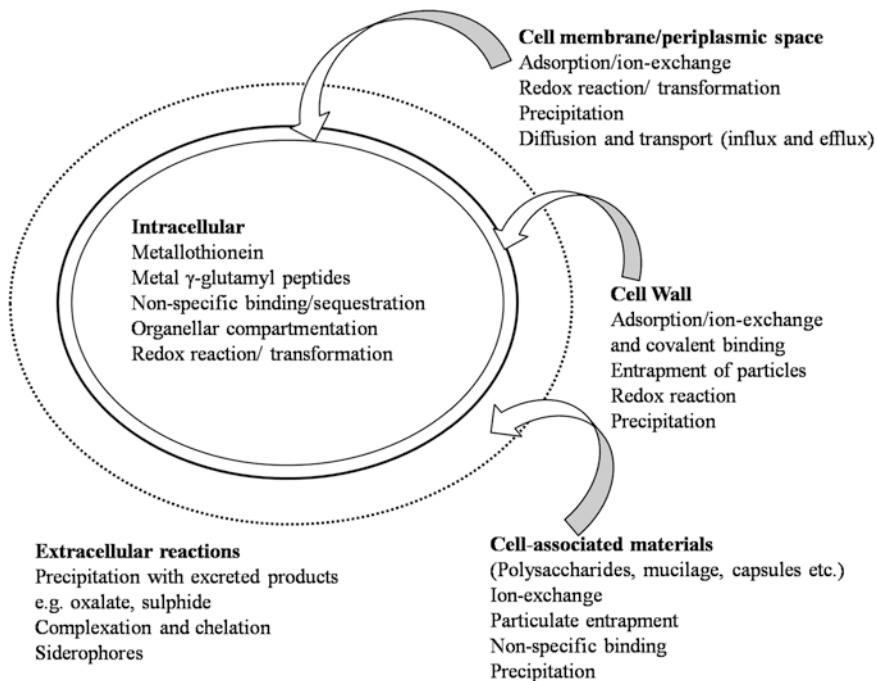 Cell membrane/periplasmic space
Adsorption/ion-exchange
Redox reaction/ transformation
Precipitation
Diffusion and transport (influx and efflux)
Intracellular
Metallothionein
Metal γ-glutamyl peptides
Non-specific binding/sequestration
Organellar compartmentation
Redox reaction/ transformation
Cell Wall
Adsorption/ion-exchange
and covalent binding
Entrapment of particles
Redox reaction
Precipitation
Extracellular reactions
Precipitation with excreted products
e.g. oxalate, sulphide
Complexation and chelation
Siderophores
Cell-associated materials
(Polysaccharides, mucilage, capsules etc.)
Ion-exchange
Particulate entrapment
Non-specific binding
Precipitation